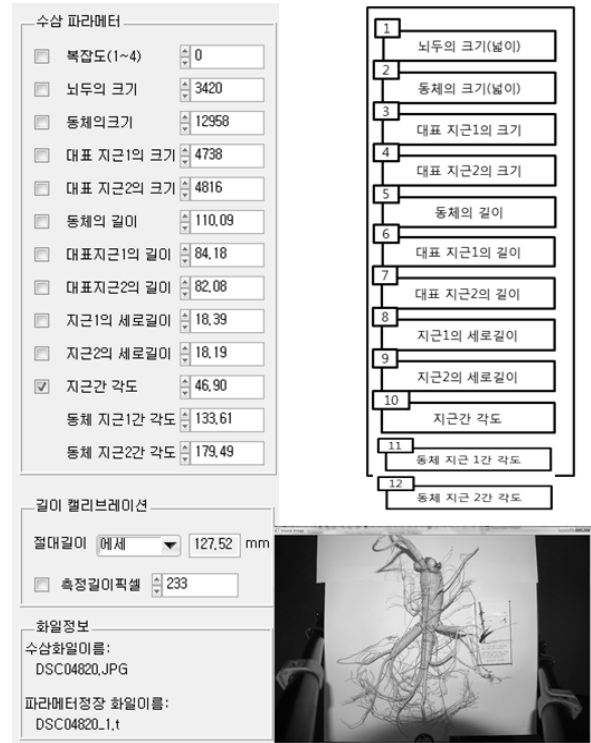 수삼 파라메터
복잡도(1~4) 0
뇌두의 크기 3420
동체의크기 12958
대표 지근1의 크기 4738
대표 지근2의 크기 4816
동체의 길이 110,09
대표지근1의 길이 84,18
대표지근2의 길이 82,08
지근1의 세로길이 18,39
지근2의 세로길이 18,19
지근간 각도 46,90
동체 지근1간 각도 133,61
동체 지근2간 각도 179,49
길이 캘리브레이션
절대길이 에세 127,52 mm
측정길이픽셀 233
화일정보
수삼화일이름:
DSC04820,JPG
파라메터정장 화일이름:
DSC04820_1,t
1
뇌두의 크기(넓이)
2
동체의 크기(넓이)
3
대표 지근1의 크기
4
대표 지근2의 크기
5
동체의 길이
6
대표 지근1의 길이
7
대표 지근2의 길이
8
지근1의 세로길이
9
지근2의 세로길이
10
지근간 각도
11
동체 지근 1간 각도
12
동체 지근 2간 각도